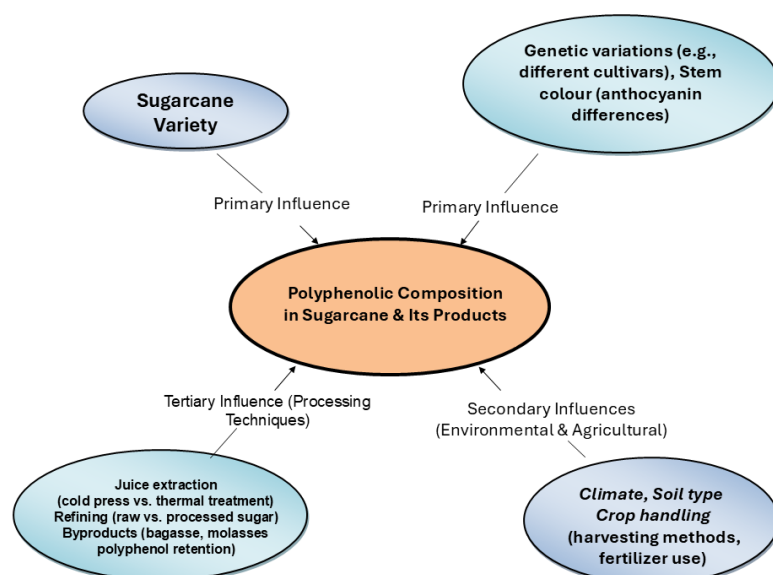 Sugarcane
Variety
Genetic variations (e.g.,
different cultivars), Stem
colour (anthocyanin
differences)
Primary Influence
Primary Influence
Polyphenolic Composition
in Sugarcane & Its Products
Tertiary Influence (Processing
Techniques)
Secondary Influences
(Environmental & Agricultural)
Juice extraction
(cold press vs. thermal treatment)
Refining (raw vs. processed sugar)
Byproducts (bagasse, molasses
polyphenol retention)
Climate, Soil type
Crop handling
(harvesting methods,
fertilizer use)